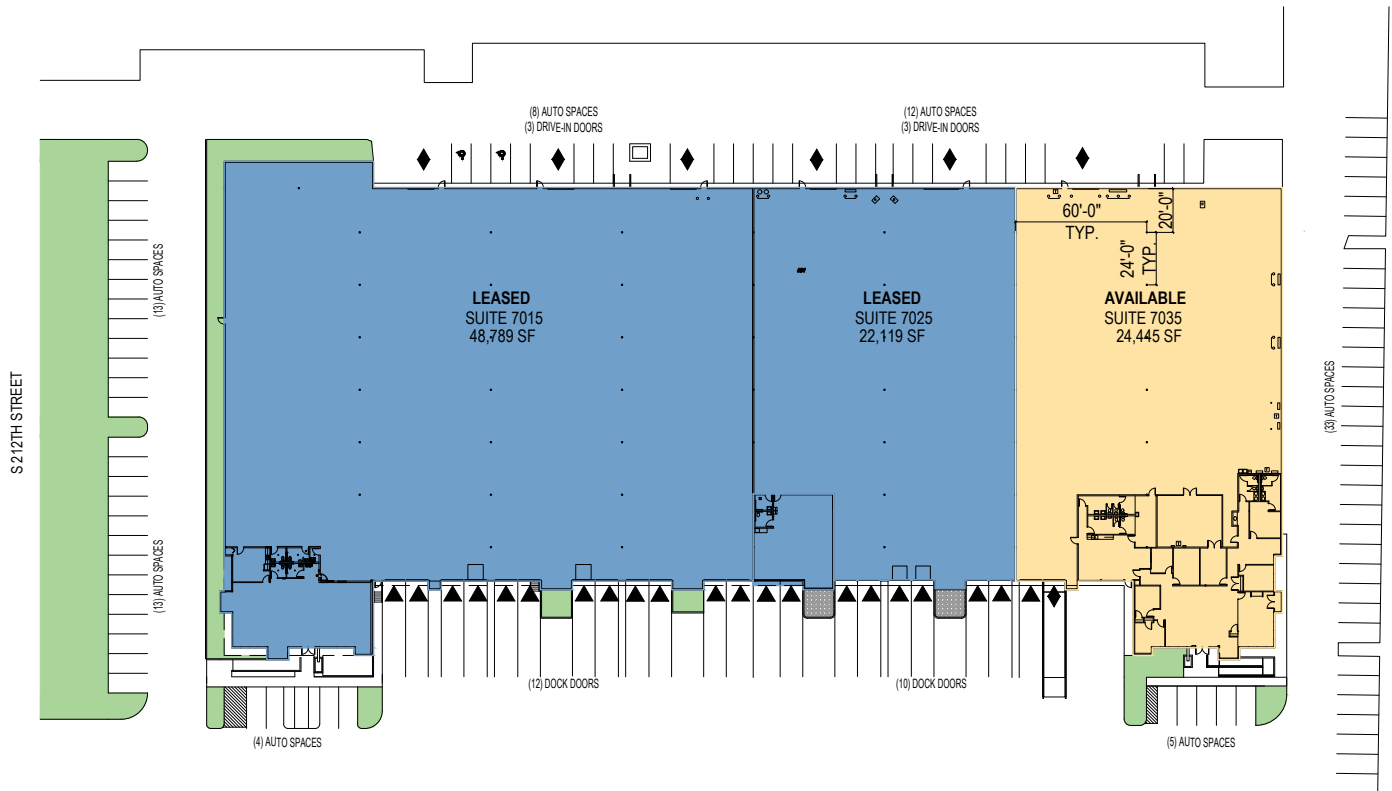 (8) AUTO SPACES
(3) DRIVE-IN DOORS
(12) AUTO SPACES
(3) DRIVE-IN DOORS
60'-0"
TYP.
20'-0"
24'-0"
TYP.
(13) AUTO SPACES
LEASED
SUITE 7015
48,789 SF
LEASED
SUITE 7025
22,119 SF
AVAILABLE
SUITE 7035
24,445 SF
S 212TH STREET
(33) AUTO SPACES
(13) AUTO SPACES
(12) DOCK DOORS
(10) DOCK DOORS
(4) AUTO SPACES
(5) AUTO SPACES